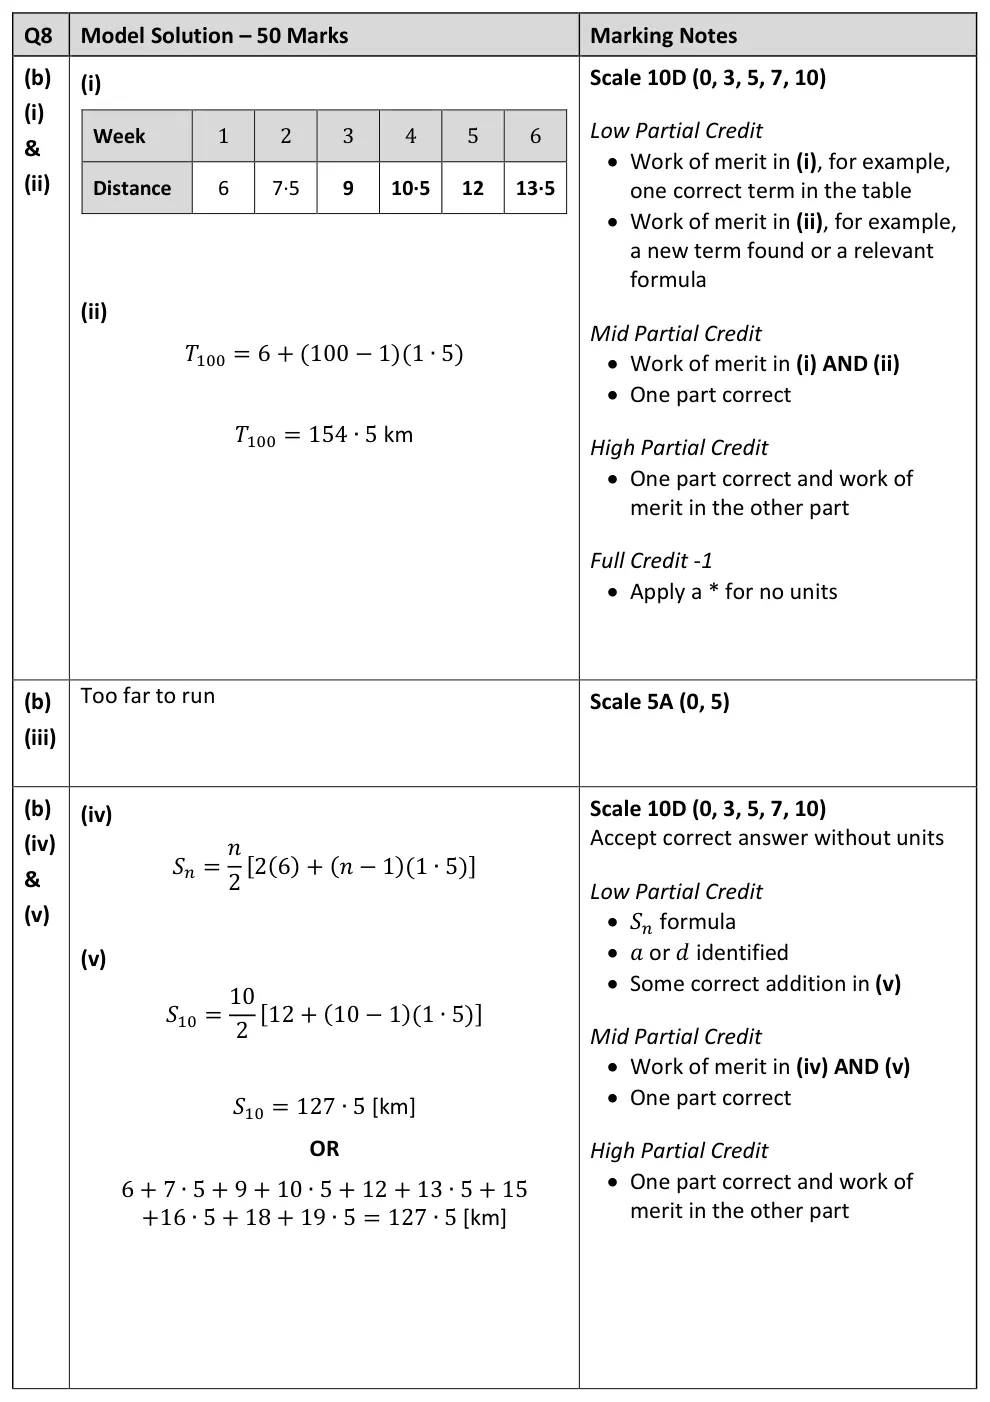 Q8 Model Solution – 50 Marks Marking Notes
(b)
(i)
&
(ii)
(i)
Week 1 2 3 4 5 6
Distance 6 7·5 9 10·5 12 13·5
(ii)
T₁₀₀ = 6 + (100 − 1)(1 · 5)
T₁₀₀ = 154 · 5 km
Scale 10D (0, 3, 5, 7, 10)
Low Partial Credit
• Work of merit in (i), for example,
one correct term in the table
• Work of merit in (ii), for example,
a new term found or a relevant
formula
Mid Partial Credit
• Work of merit in (i) AND (ii)
• One part correct
High Partial Credit
• One part correct and work of
merit in the other part
Full Credit -1
• Apply a * for no units
(b)
(iii)
Too far to run
Scale 5A (0, 5)
(b)
(iv)
&
(v)
(iv)
Sₙ = n/2 [2(6) + (n − 1)(1 · 5)]
(v)
S₁₀ = 10/2 [12 + (10 − 1)(1 · 5)]
S₁₀ = 127 · 5 [km]
OR
6 + 7 · 5 + 9 + 10 · 5 + 12 + 13 · 5 + 15
+16 · 5 + 18 + 19 · 5 = 127 · 5 [km]
Scale 10D (0, 3, 5, 7, 10)
Accept correct answer without units
Low Partial Credit
• Sₙ formula
• a or d identified
• Some correct addition in (v)
Mid Partial Credit
• Work of merit in (iv) AND (v)
• One part correct
High Partial Credit
• One part correct and work of
merit in the other part